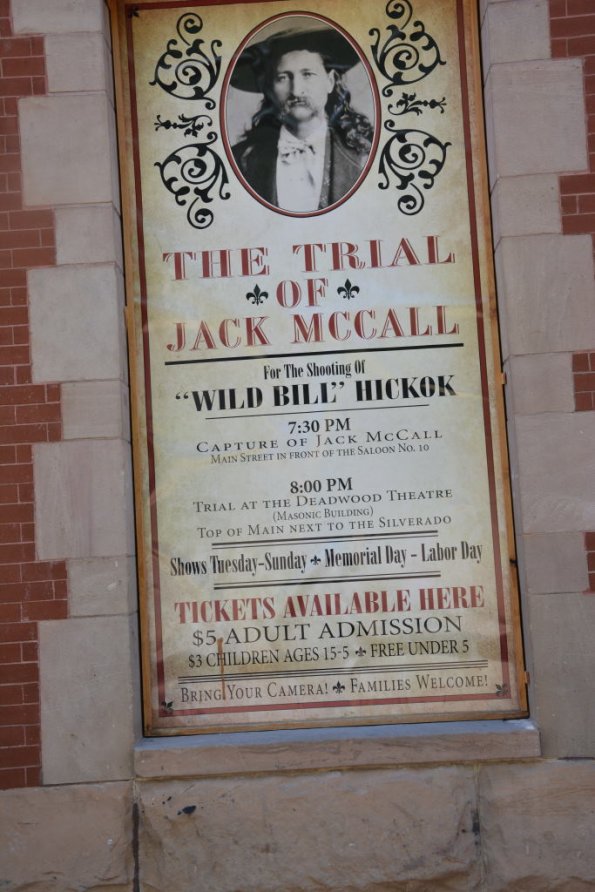 THE TRIAL
OF
JACK MCCALL
For The Shooting Of
"WILD BILL" HICKOK
7:30 PM
CAPTURE OF JACK MCCALL
MAIN STREET IN FRONT OF THE SALOON NO. 10
8:00 PM
TRIAL AT THE DEADWOOD THEATRE
(MASONIC BUILDING)
TOP OF MAIN NEXT TO THE SILVERADO
Shows Tuesday-Sunday Memorial Day - Labor Day
TICKETS AVAILABLE HERE
$5 ADULT ADMISSION
$3 CHILDREN AGES 15-5 FREE UNDER 5
BRING YOUR CAMERA! FAMILIES WELCOME!